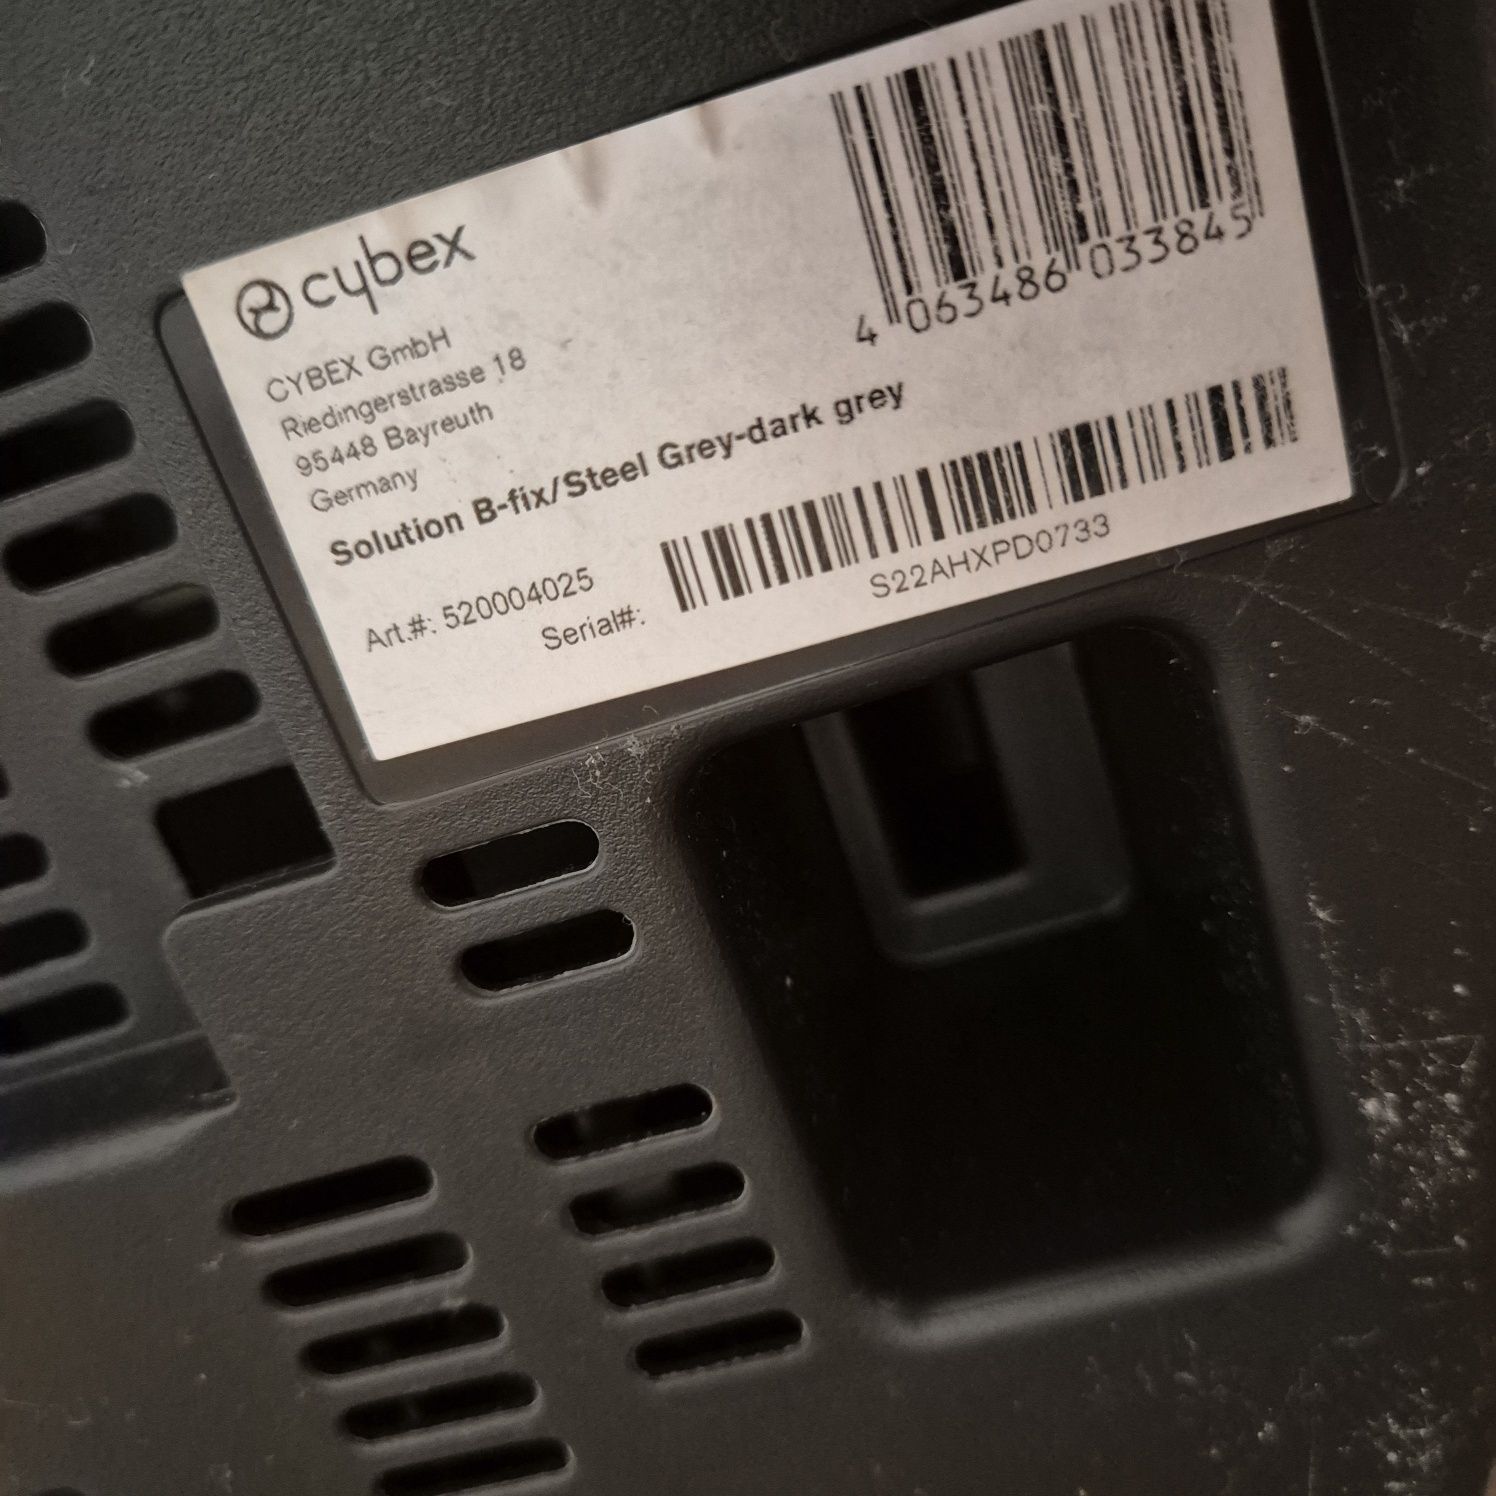 cybex
CYBEX GmbH
Riedingerstrasse 18
95448 Bayreuth
Germany
4 063486 033845
Solution B-fix/Steel Grey-dark grey
Art.#: 520004025
Serial#:
S22AHXPD0733